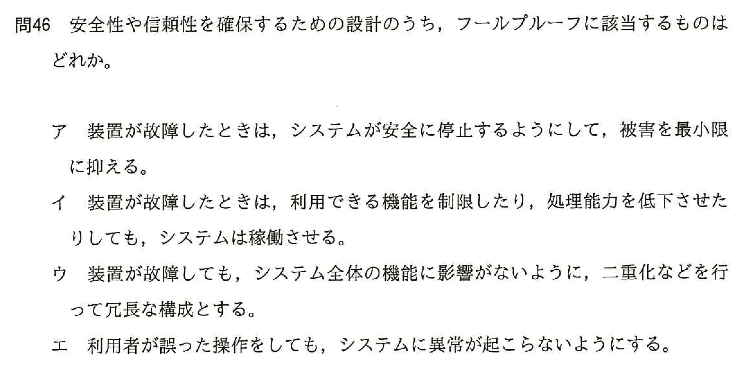 問46 安全性や信頼性を確保するための設計のうち，フールプルーフに該当するものは
どれか。
ア 装置が故障したときは，システムが安全に停止するようにして，被害を最小限
に抑える。
イ 装置が故障したときは，利用できる機能を制限したり，処理能力を低下させた
りしても，システムは稼働させる。
ウ 装置が故障しても，システム全体の機能に影響がないように，二重化などを行
って冗長な構成とする。
エ 利用者が誤った操作をしても，システムに異常が起こらないようにする。